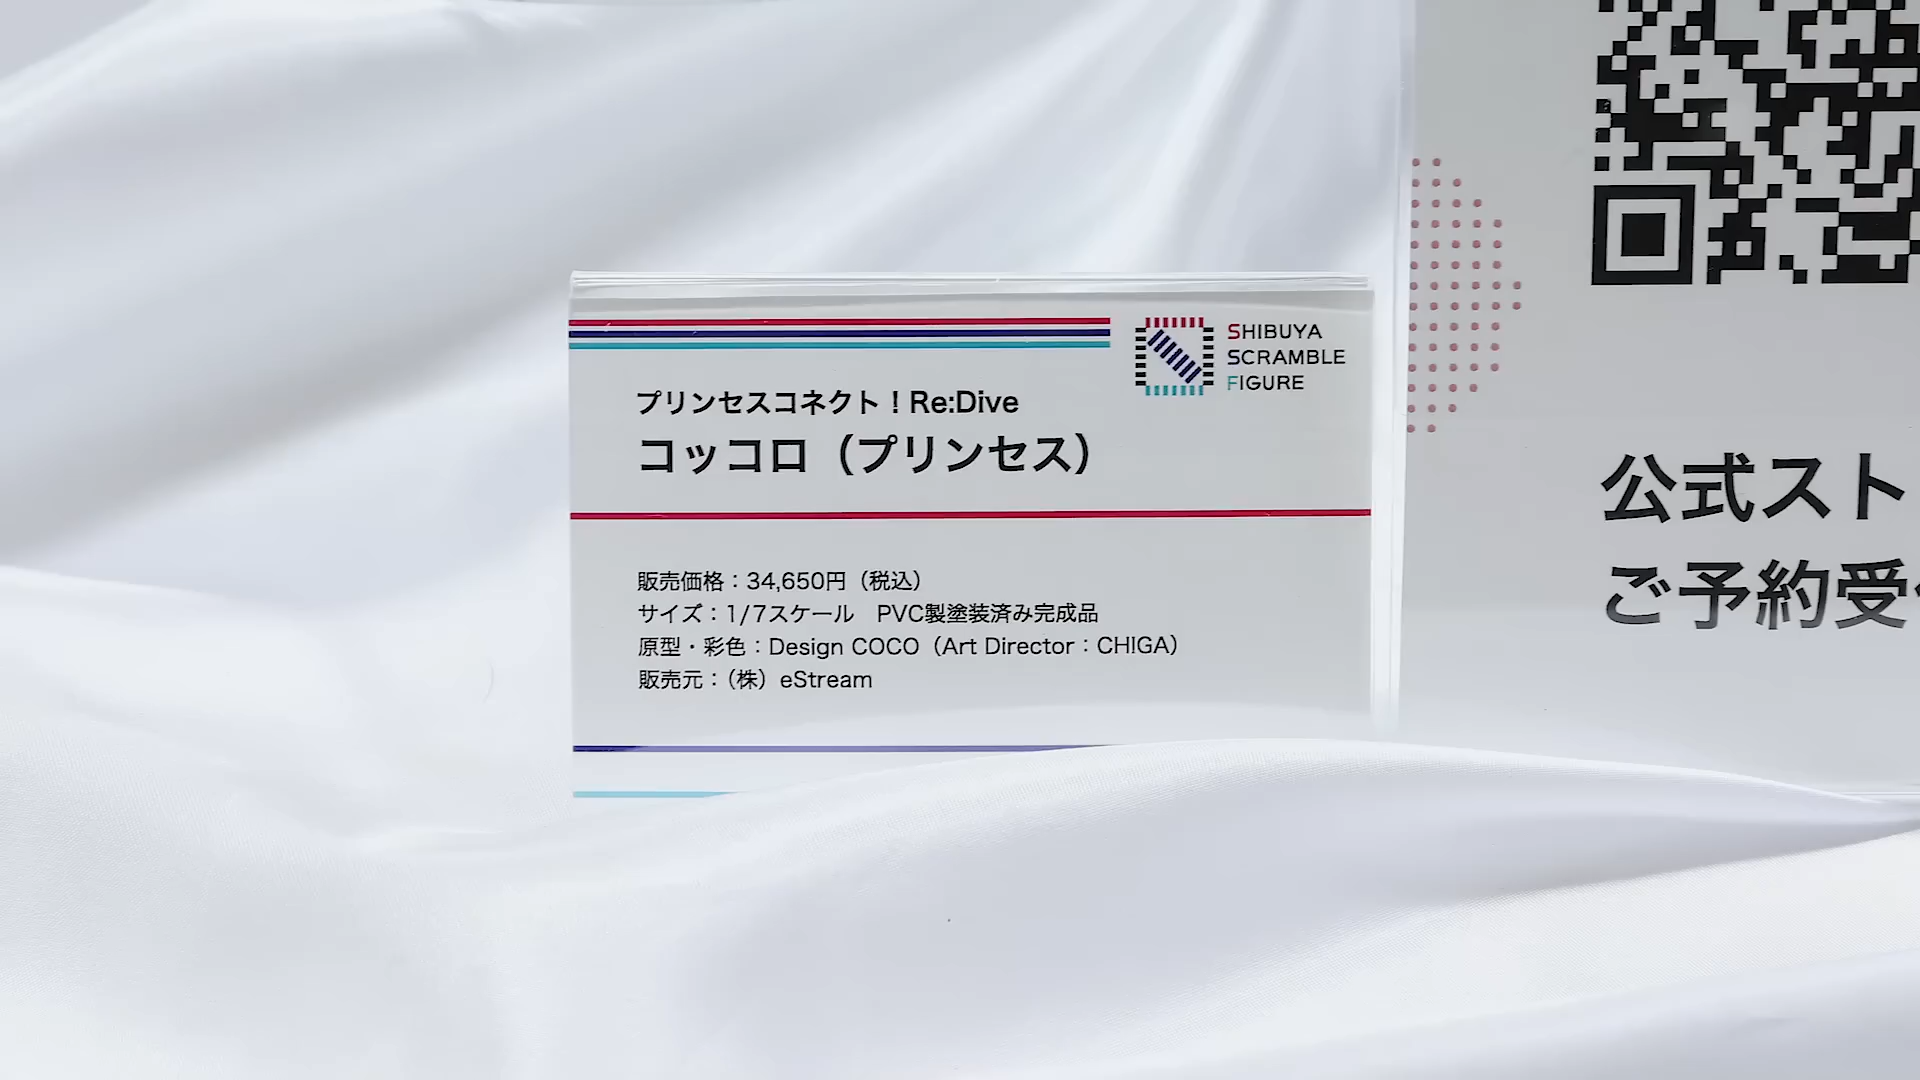 SHIBUYA
SCRAMBLE
FIGURE
プリンセスコネクト！Re:Dive
コッコロ（プリンセス）
販売価格：34,650円（税込）
サイズ：1/7スケール　PVC製塗装済み完成品
原型・彩色：Design COCO（Art Director：CHIGA）
販売元：（株）eStream
公式スト
ご予約受